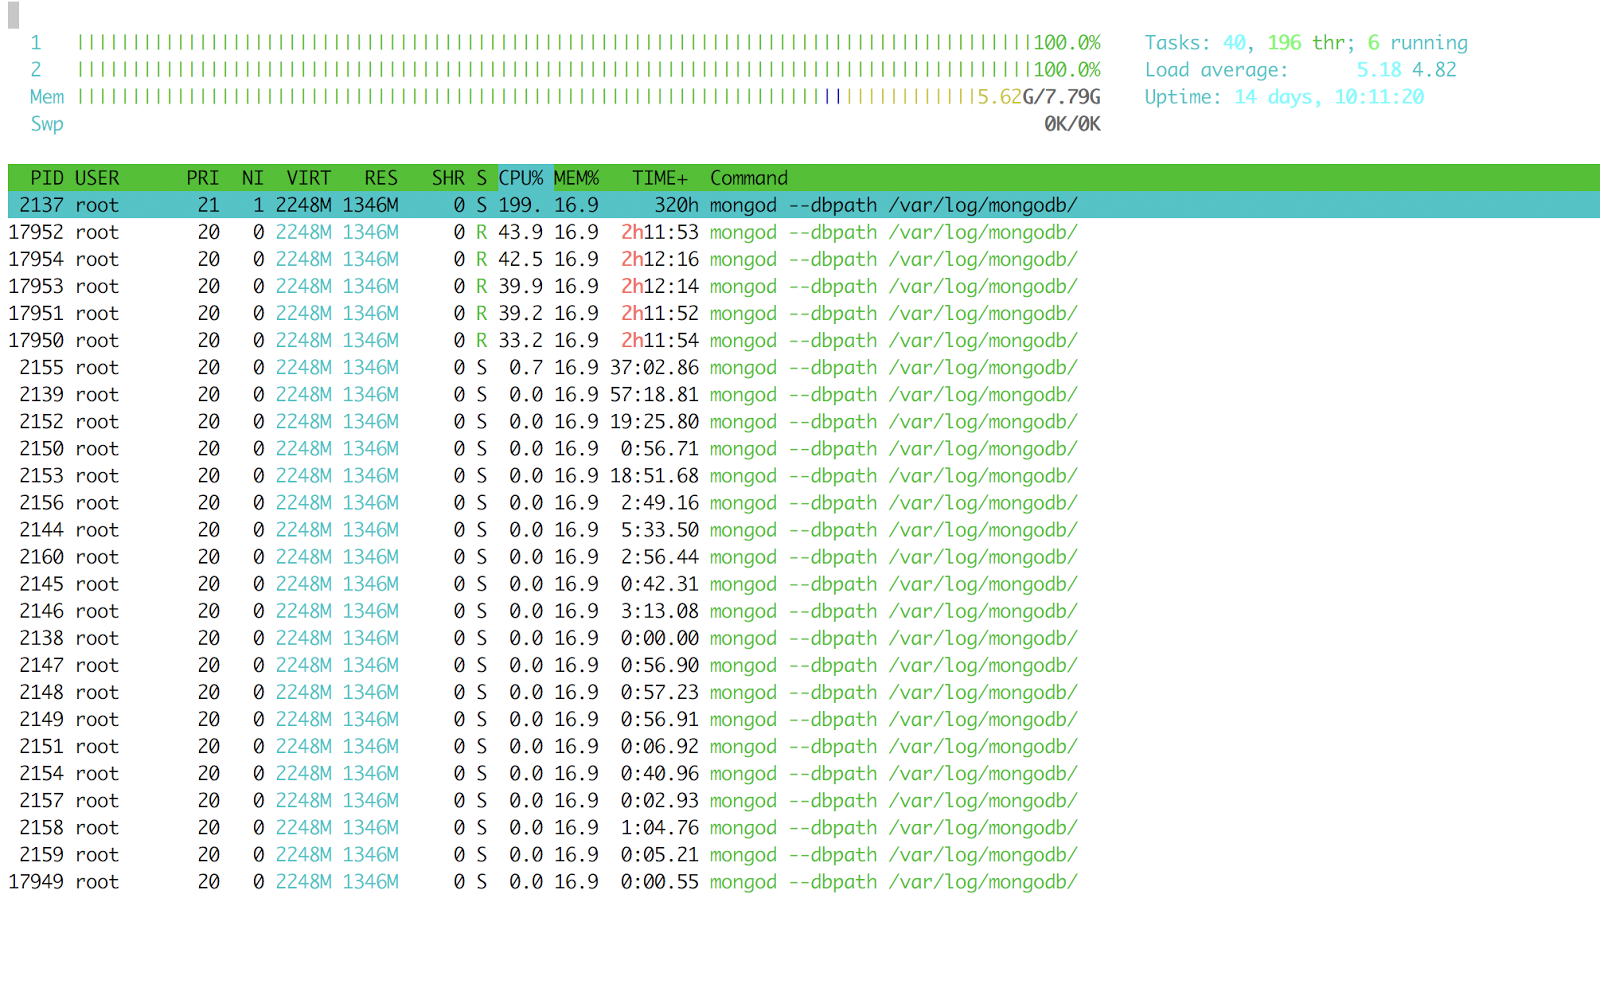 1 100.0% Tasks: 40, 196 thr; 6 running
2 100.0% Load average: 5.18 4.82
Mem 5.62G/7.79G Uptime: 14 days, 10:11:20
Swp 0K/0K
PID USER PRI NI VIRT RES SHR S CPU% MEM% TIME+ Command
2137 root 21 1 2248M 1346M 0 S 199. 16.9 320h mongod --dbpath /var/log/mongodb/
17952 root 20 0 2248M 1346M 0 R 43.9 16.9 2h11:53 mongod --dbpath /var/log/mongodb/
17954 root 20 0 2248M 1346M 0 R 42.5 16.9 2h12:16 mongod --dbpath /var/log/mongodb/
17953 root 20 0 2248M 1346M 0 R 39.9 16.9 2h12:14 mongod --dbpath /var/log/mongodb/
17951 root 20 0 2248M 1346M 0 R 39.2 16.9 2h11:52 mongod --dbpath /var/log/mongodb/
17950 root 20 0 2248M 1346M 0 R 33.2 16.9 2h11:54 mongod --dbpath /var/log/mongodb/
2155 root 20 0 2248M 1346M 0 S 0.7 16.9 37:02.86 mongod --dbpath /var/log/mongodb/
2139 root 20 0 2248M 1346M 0 S 0.0 16.9 57:18.81 mongod --dbpath /var/log/mongodb/
2152 root 20 0 2248M 1346M 0 S 0.0 16.9 19:25.80 mongod --dbpath /var/log/mongodb/
2150 root 20 0 2248M 1346M 0 S 0.0 16.9 0:56.71 mongod --dbpath /var/log/mongodb/
2153 root 20 0 2248M 1346M 0 S 0.0 16.9 18:51.68 mongod --dbpath /var/log/mongodb/
2156 root 20 0 2248M 1346M 0 S 0.0 16.9 2:49.16 mongod --dbpath /var/log/mongodb/
2144 root 20 0 2248M 1346M 0 S 0.0 16.9 5:33.50 mongod --dbpath /var/log/mongodb/
2160 root 20 0 2248M 1346M 0 S 0.0 16.9 2:56.44 mongod --dbpath /var/log/mongodb/
2145 root 20 0 2248M 1346M 0 S 0.0 16.9 0:42.31 mongod --dbpath /var/log/mongodb/
2146 root 20 0 2248M 1346M 0 S 0.0 16.9 3:13.08 mongod --dbpath /var/log/mongodb/
2138 root 20 0 2248M 1346M 0 S 0.0 16.9 0:00.00 mongod --dbpath /var/log/mongodb/
2147 root 20 0 2248M 1346M 0 S 0.0 16.9 0:56.90 mongod --dbpath /var/log/mongodb/
2148 root 20 0 2248M 1346M 0 S 0.0 16.9 0:57.23 mongod --dbpath /var/log/mongodb/
2149 root 20 0 2248M 1346M 0 S 0.0 16.9 0:56.91 mongod --dbpath /var/log/mongodb/
2151 root 20 0 2248M 1346M 0 S 0.0 16.9 0:06.92 mongod --dbpath /var/log/mongodb/
2154 root 20 0 2248M 1346M 0 S 0.0 16.9 0:40.96 mongod --dbpath /var/log/mongodb/
2157 root 20 0 2248M 1346M 0 S 0.0 16.9 0:02.93 mongod --dbpath /var/log/mongodb/
2158 root 20 0 2248M 1346M 0 S 0.0 16.9 1:04.76 mongod --dbpath /var/log/mongodb/
2159 root 20 0 2248M 1346M 0 S 0.0 16.9 0:05.21 mongod --dbpath /var/log/mongodb/
17949 root 20 0 2248M 1346M 0 S 0.0 16.9 0:00.55 mongod --dbpath /var/log/mongodb/